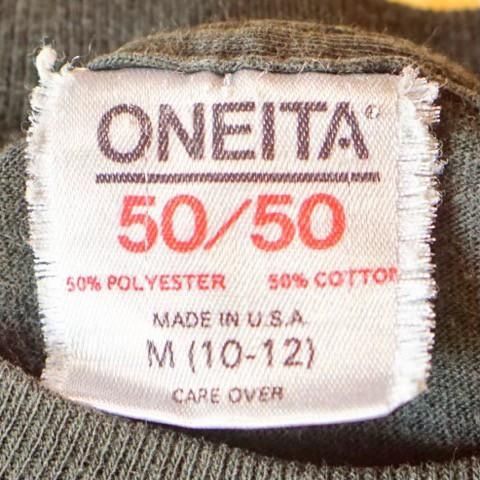 ONEITA®
50/50
50% POLYESTER 50% COTTON
MADE IN U.S.A.
M (10-12)
CARE OVER